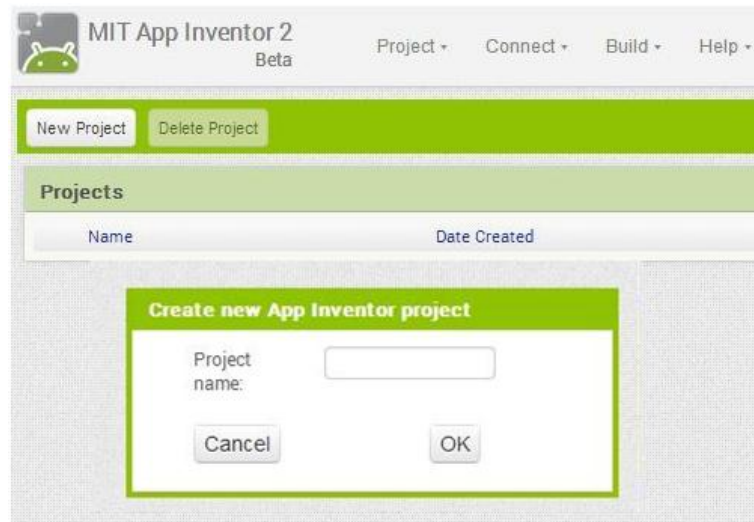 MIT App Inventor 2
Beta
Project Connect Build Help
New Project Delete Project
Projects
Name Date Created
Create new App Inventor project
Project
name:
Cancel OK